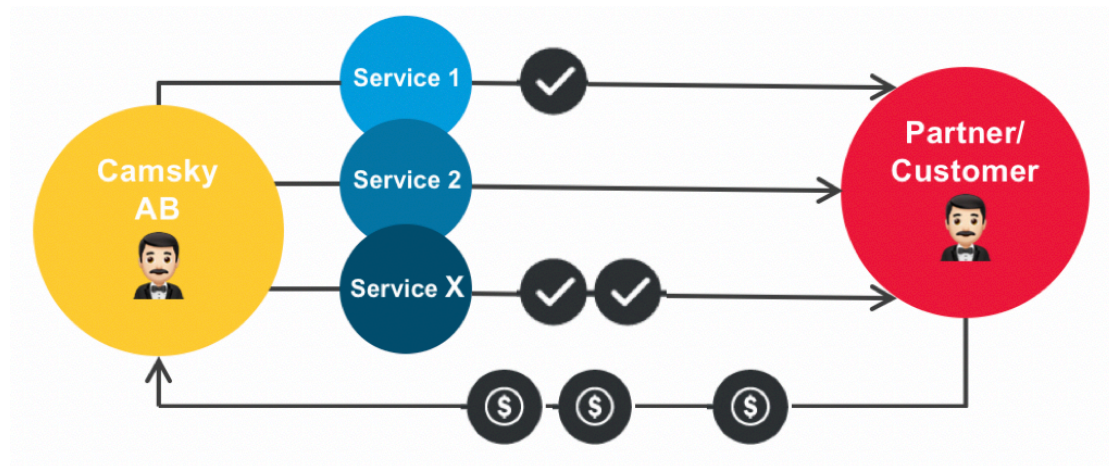 Service 1
Camsky
AB
Service 2
Service X
Partner/
Customer
$
$
$